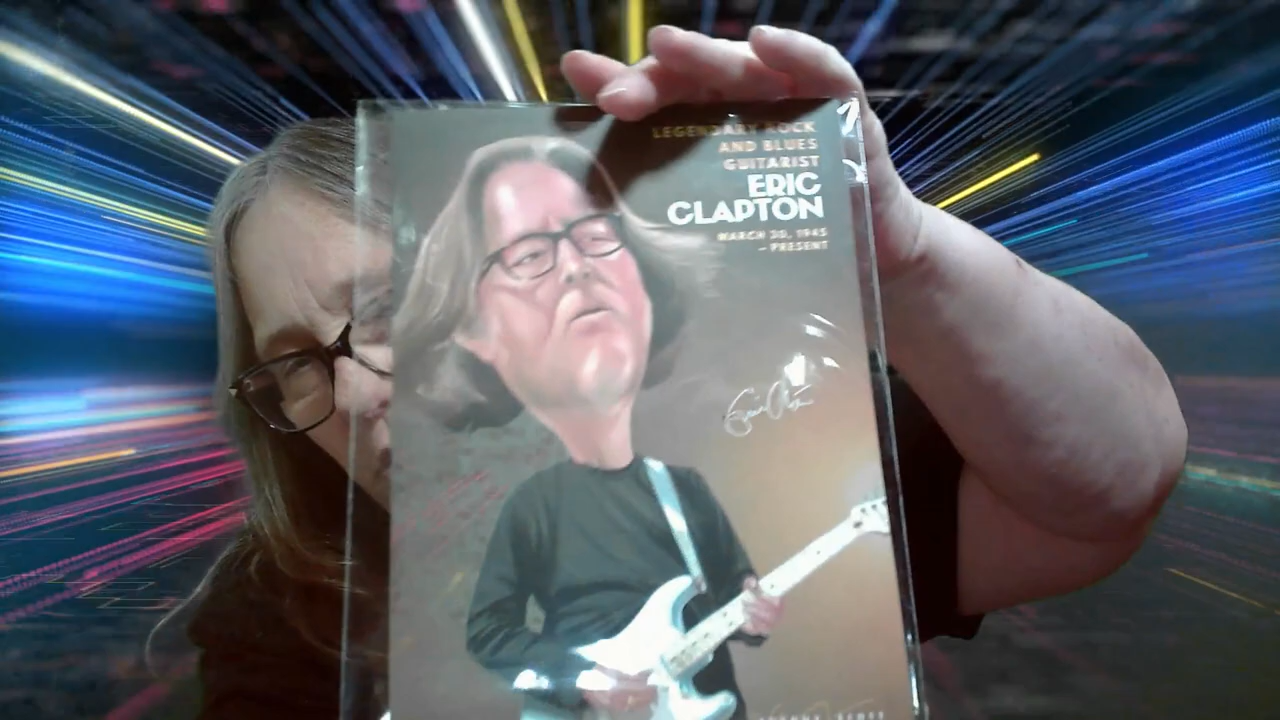 LEGENDARY ROCK
AND BLUES
GUITARIST
ERIC
CLAPTON
MARCH 30, 1945
– PRESENT